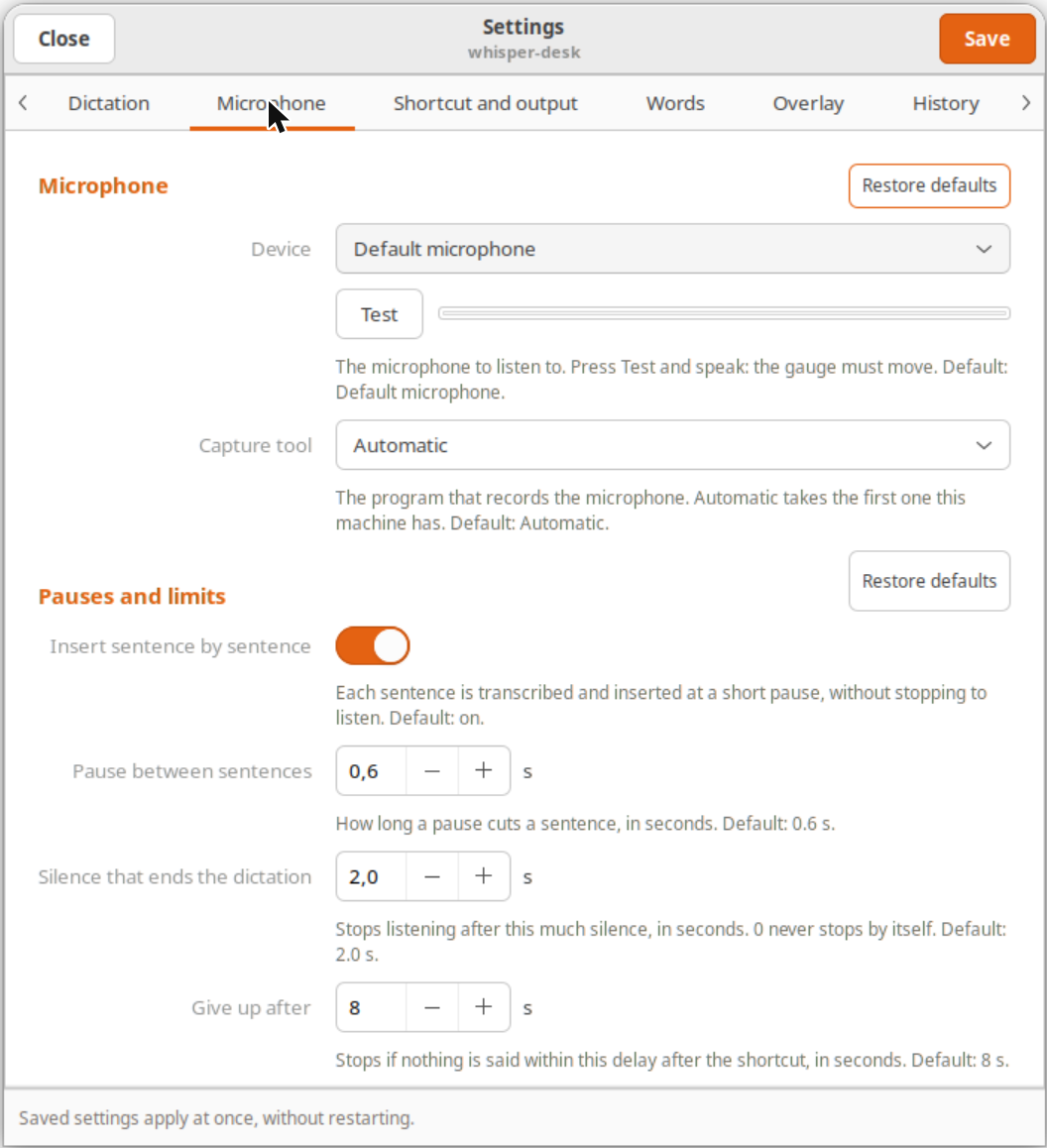 Close
Settings
whisper-desk
Save
Dictation
Microphone
Shortcut and output
Words
Overlay
History
Microphone
Restore defaults
Device
Default microphone
Test
The microphone to listen to. Press Test and speak: the gauge must move. Default:
Default microphone.
Capture tool
Automatic
The program that records the microphone. Automatic takes the first one this
machine has. Default: Automatic.
Restore defaults
Pauses and limits
Insert sentence by sentence
Each sentence is transcribed and inserted at a short pause, without stopping to
listen. Default: on.
Pause between sentences
0,6 − + s
How long a pause cuts a sentence, in seconds. Default: 0.6 s.
Silence that ends the dictation
2,0 − + s
Stops listening after this much silence, in seconds. 0 never stops by itself. Default:
2.0 s.
Give up after
8 − + s
Stops if nothing is said within this delay after the shortcut, in seconds. Default: 8 s.
Saved settings apply at once, without restarting.